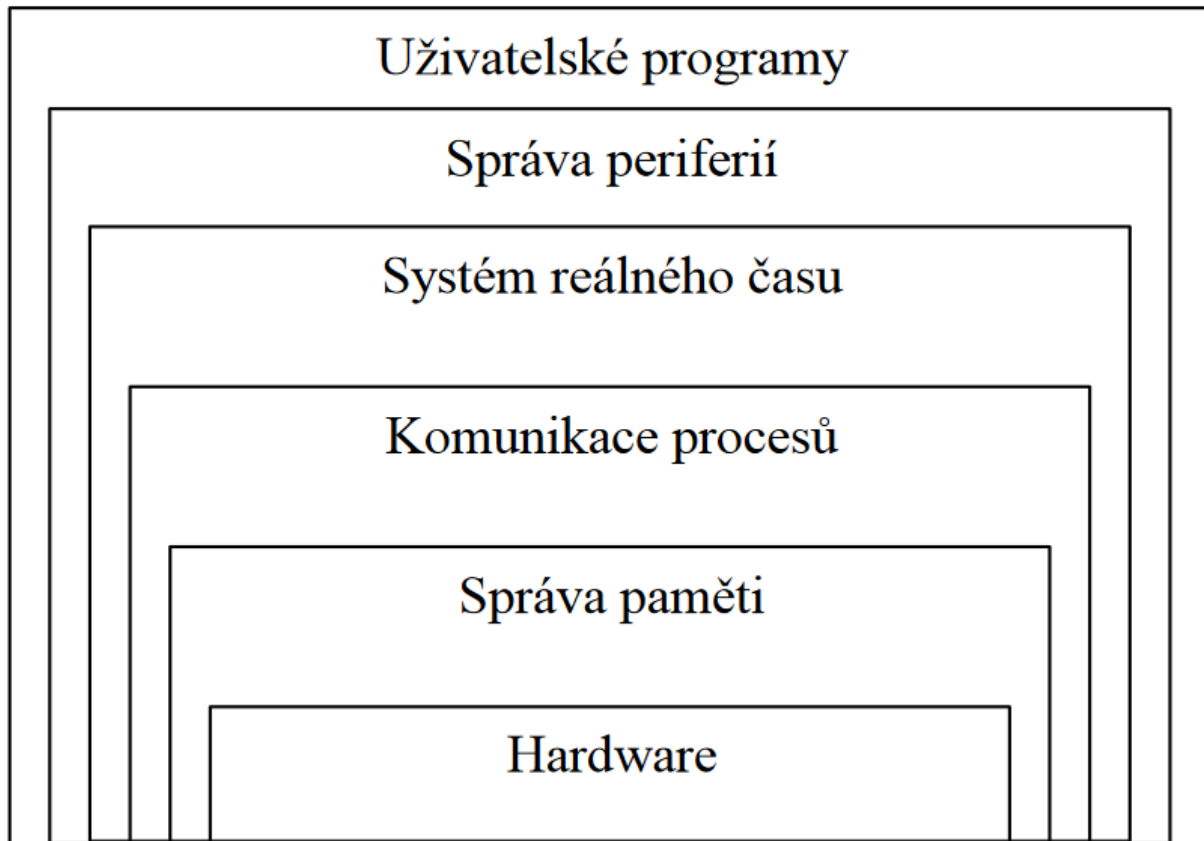 Uživatelské programy
Správa periferií
Systém reálného času
Komunikace procesů
Správa paměti
Hardware